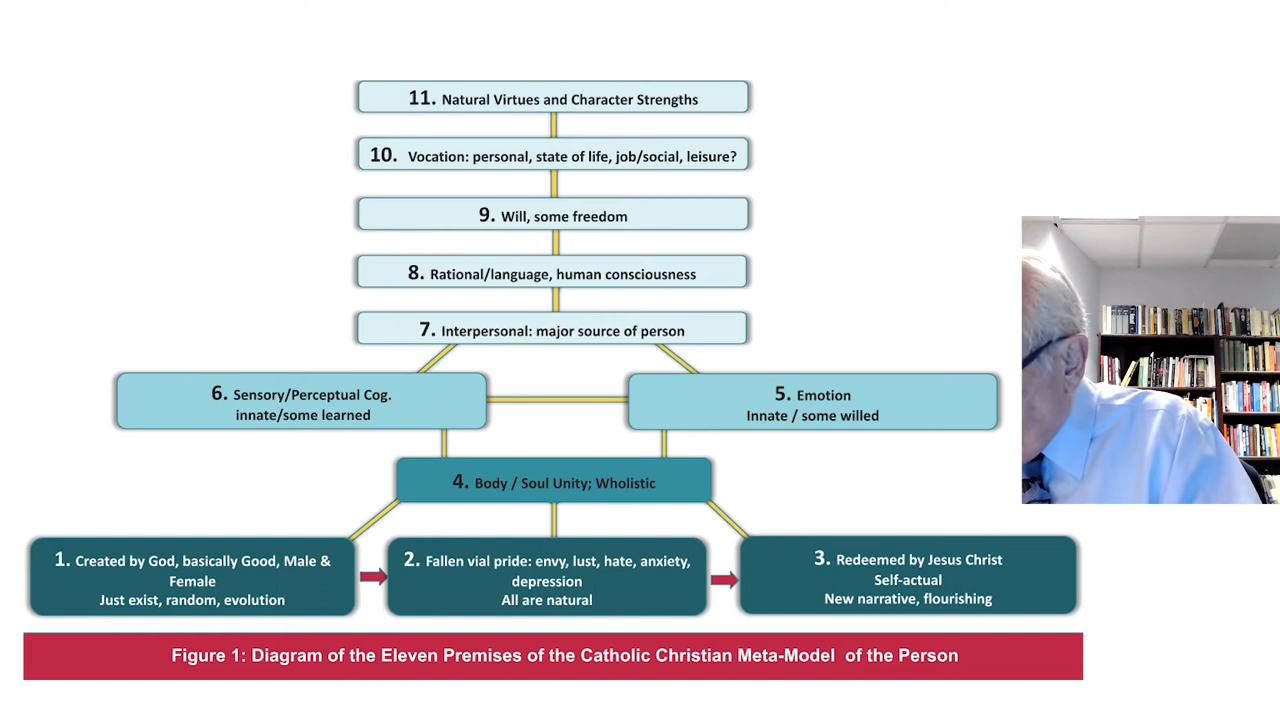 11. Natural Virtues and Character Strengths
10. Vocation: personal, state of life, job/social, leisure?
9. Will, some freedom
8. Rational/language, human consciousness
7. Interpersonal: major source of person
6. Sensory/Perceptual Cog.
innate/some learned
5. Emotion
Innate / some willed
4. Body / Soul Unity; Wholistic
1. Created by God, basically Good, Male &
Female
Just exist, random, evolution
2. Fallen vial pride: envy, lust, hate, anxiety,
depression
All are natural
3. Redeemed by Jesus Christ
Self-actual
New narrative, flourishing
Figure 1: Diagram of the Eleven Premises of the Catholic Christian Meta-Model of the Person